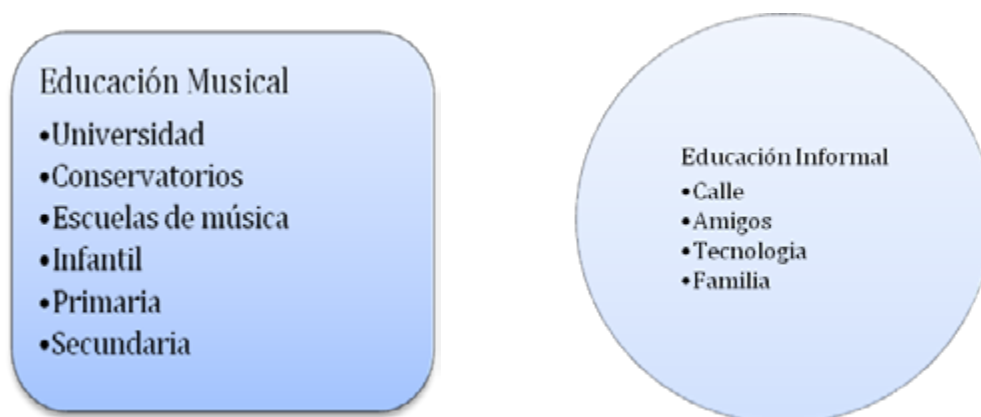 Educación Musical
•Universidad
•Conservatorios
•Escuelas de música
•Infantil
•Primaria
•Secundaria
Educación Informal
•Calle
•Amigos
•Tecnologia
•Familia